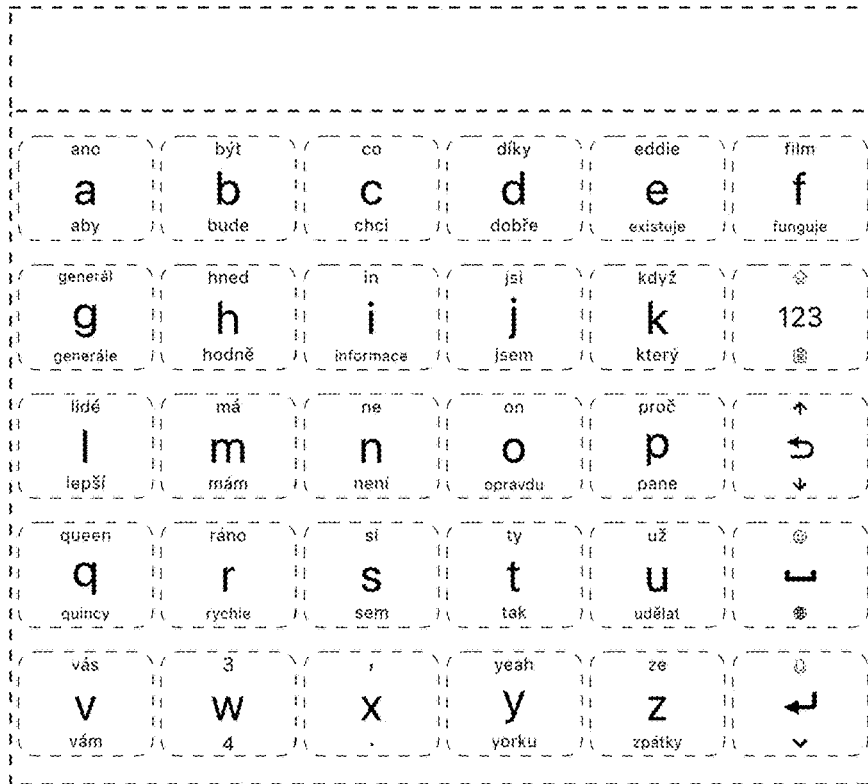 ano být co díky eddie film
a b c d e f
aby bude chci dobře existuje funguje
generál hned in jsi když
g h i j k 123
generále hodně informace jsem který
lidé má ne on proč
l m n o p
lepší mám není opravdu pane
queen ráno si ty už
q r s t u
quincy rychle sem tak udělat
vás 3 , yeah ze
v w x y z
vám 4 . yorku zpátky